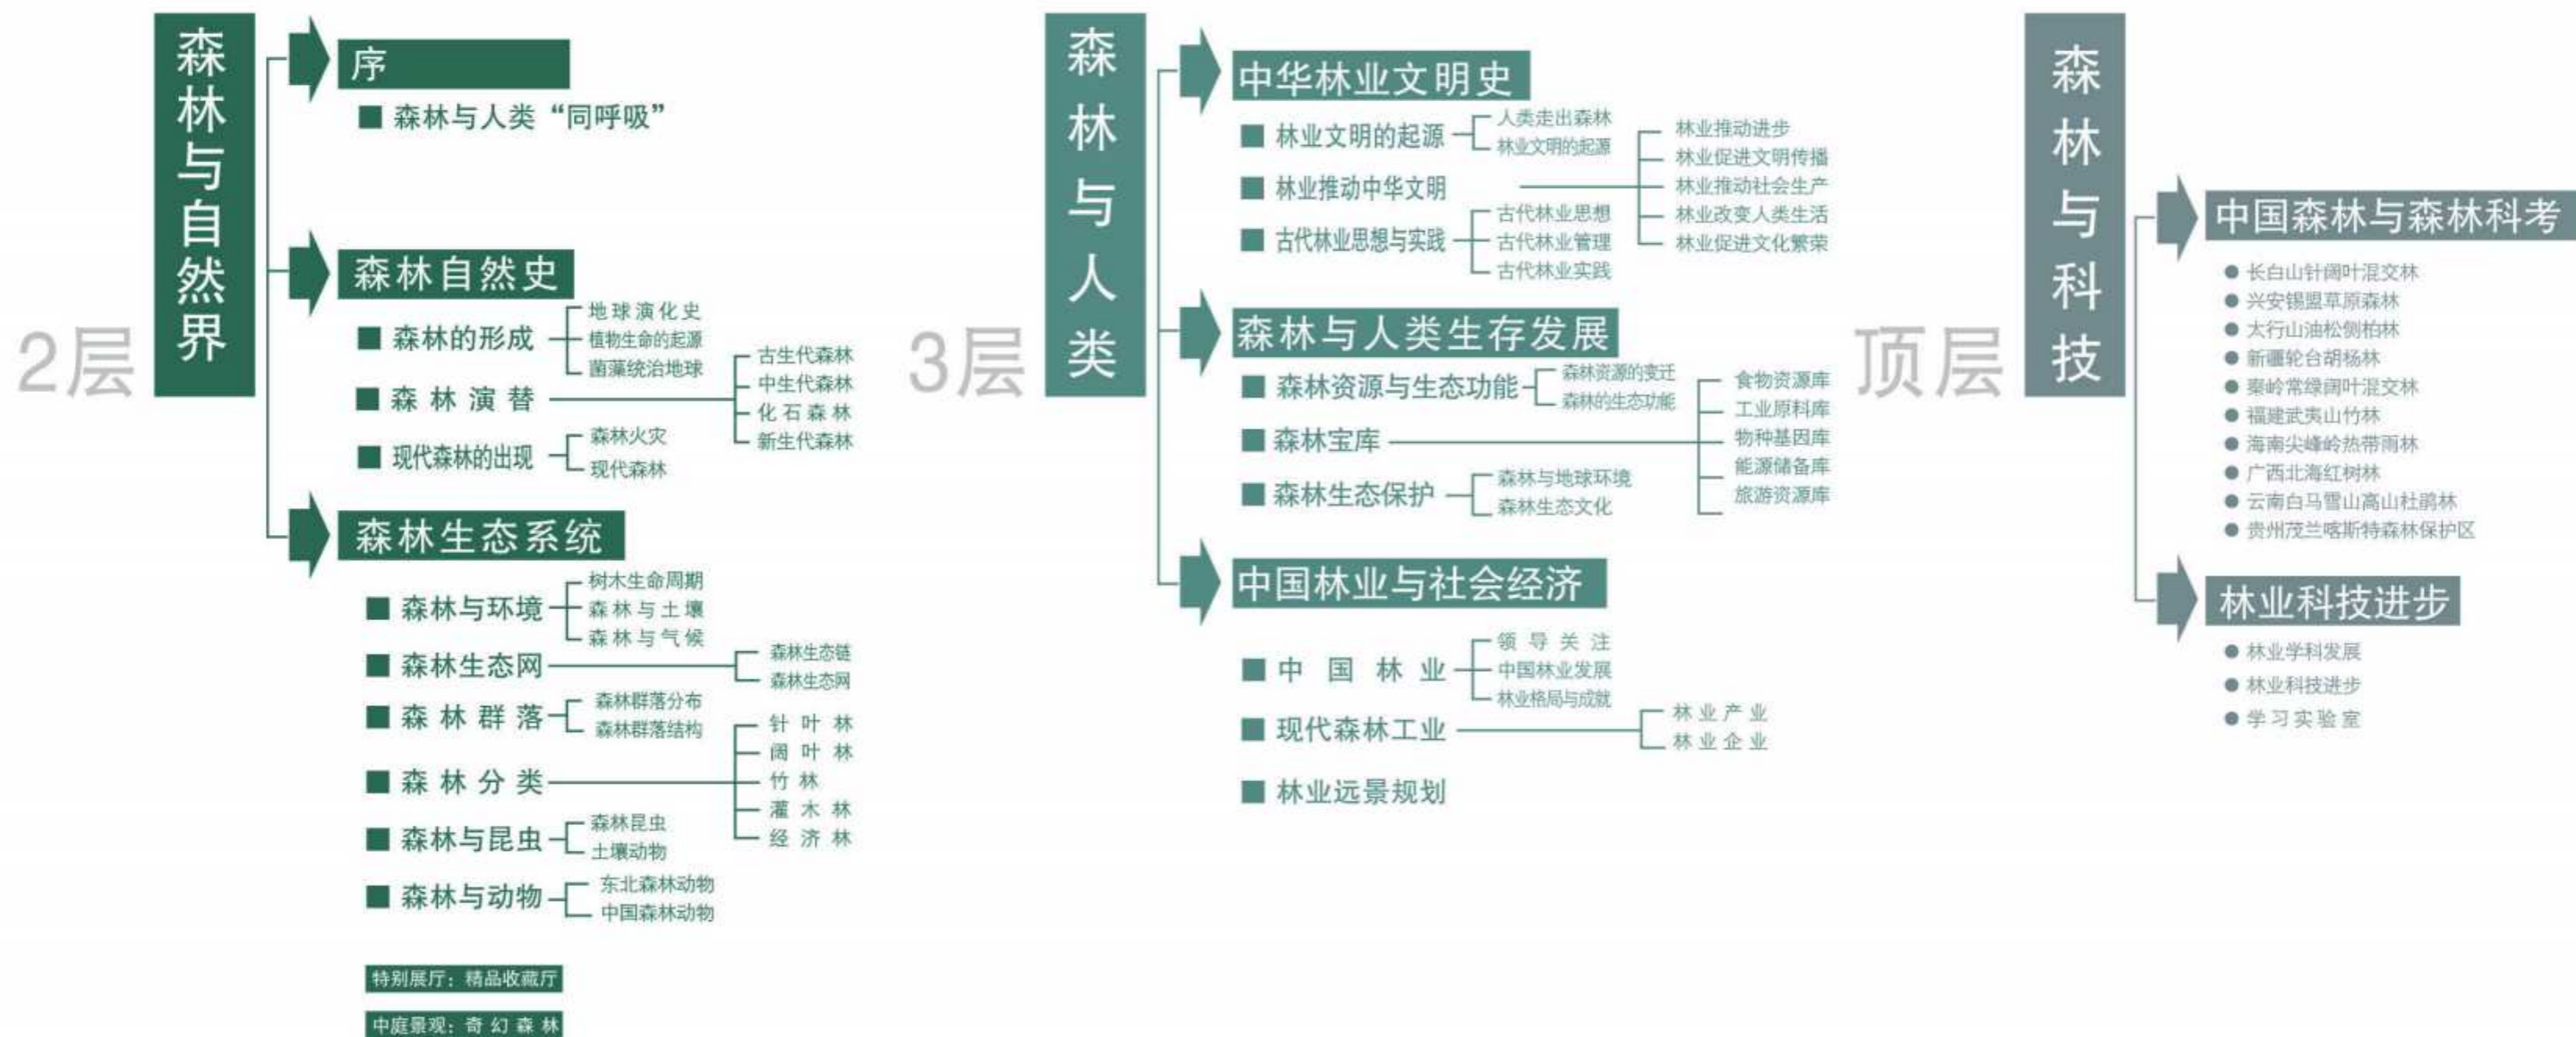 2层
森林与自然界
序
森林与人类“同呼吸”
森林自然史
森林的形成
地球演化史
植物生命的起源
菌藻统治地球
森林演替
古生代森林
中生代森林
化石森林
新生代森林
现代森林的出现
森林火灾
现代森林
森林生态系统
森林与环境
树木生命周期
森林与土壤
森林与气候
森林生态网
森林生态链
森林生态网
森林群落
森林群落分布
森林群落结构
森林分类
针叶林
阔叶林
竹林
灌木林
经济林
森林与昆虫
森林昆虫
土壤动物
森林与动物
东北森林动物
中国森林动物
特别展厅：精品收藏厅
中庭景观：奇幻森林
3层
森林与人类
中华林业文明史
林业文明的起源
人类走出森林
林业文明的起源
林业推动中华文明
林业推动进步
林业促进文明传播
林业推动社会生产
林业改变人类生活
林业促进文化繁荣
古代林业思想与实践
古代林业思想
古代林业管理
古代林业实践
森林与人类生存发展
森林资源与生态功能
森林资源的变迁
森林的生态功能
森林宝库
食物资源库
工业原料库
物种基因库
能源储备库
旅游资源库
森林生态保护
森林与地球环境
森林生态文化
中国林业与社会经济
中国林业
领导关注
中国林业发展
林业格局与成就
现代森林工业
林业产业
林业企业
林业远景规划
顶层
森林与科技
中国森林与森林科考
长白山针阔叶混交林
兴安锡盟草原森林
太行山油松侧柏林
新疆轮台胡杨林
秦岭常绿阔叶混交林
福建武夷山竹林
海南尖峰岭热带雨林
广西北海红树林
云南白马雪山高山杜鹃林
贵州茂兰喀斯特森林保护区
林业科技进步
林业学科发展
林业科技进步
学习实验室